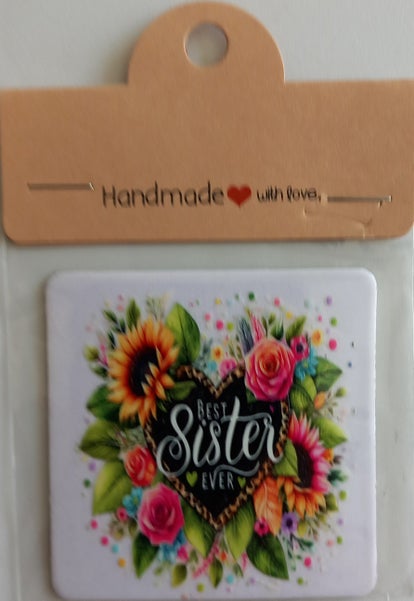 Handmade with love,
BEST
Sister
EVER